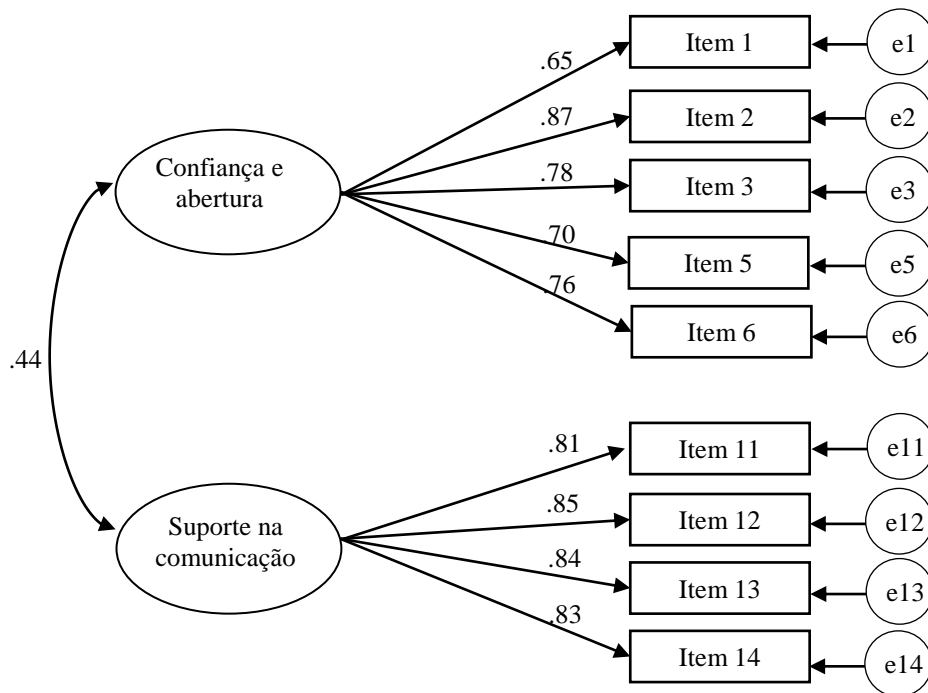 .65
Item 1
e1
.87
Item 2
e2
Confiança e
abertura
.78
Item 3
e3
.70
Item 5
e5
.76
Item 6
e6
.44
.81
Item 11
e11
Suporte na
comunicação
.85
Item 12
e12
.84
Item 13
e13
.83
Item 14
e14